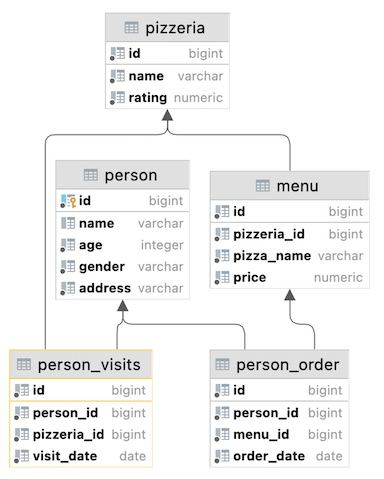 pizzeria
id bigint
name varchar
rating numeric
person
id bigint
name varchar
age integer
gender varchar
address varchar
menu
id bigint
pizzeria_id bigint
pizza_name varchar
price numeric
person_visits
id bigint
person_id bigint
pizzeria_id bigint
visit_date date
person_order
id bigint
person_id bigint
menu_id bigint
order_date date